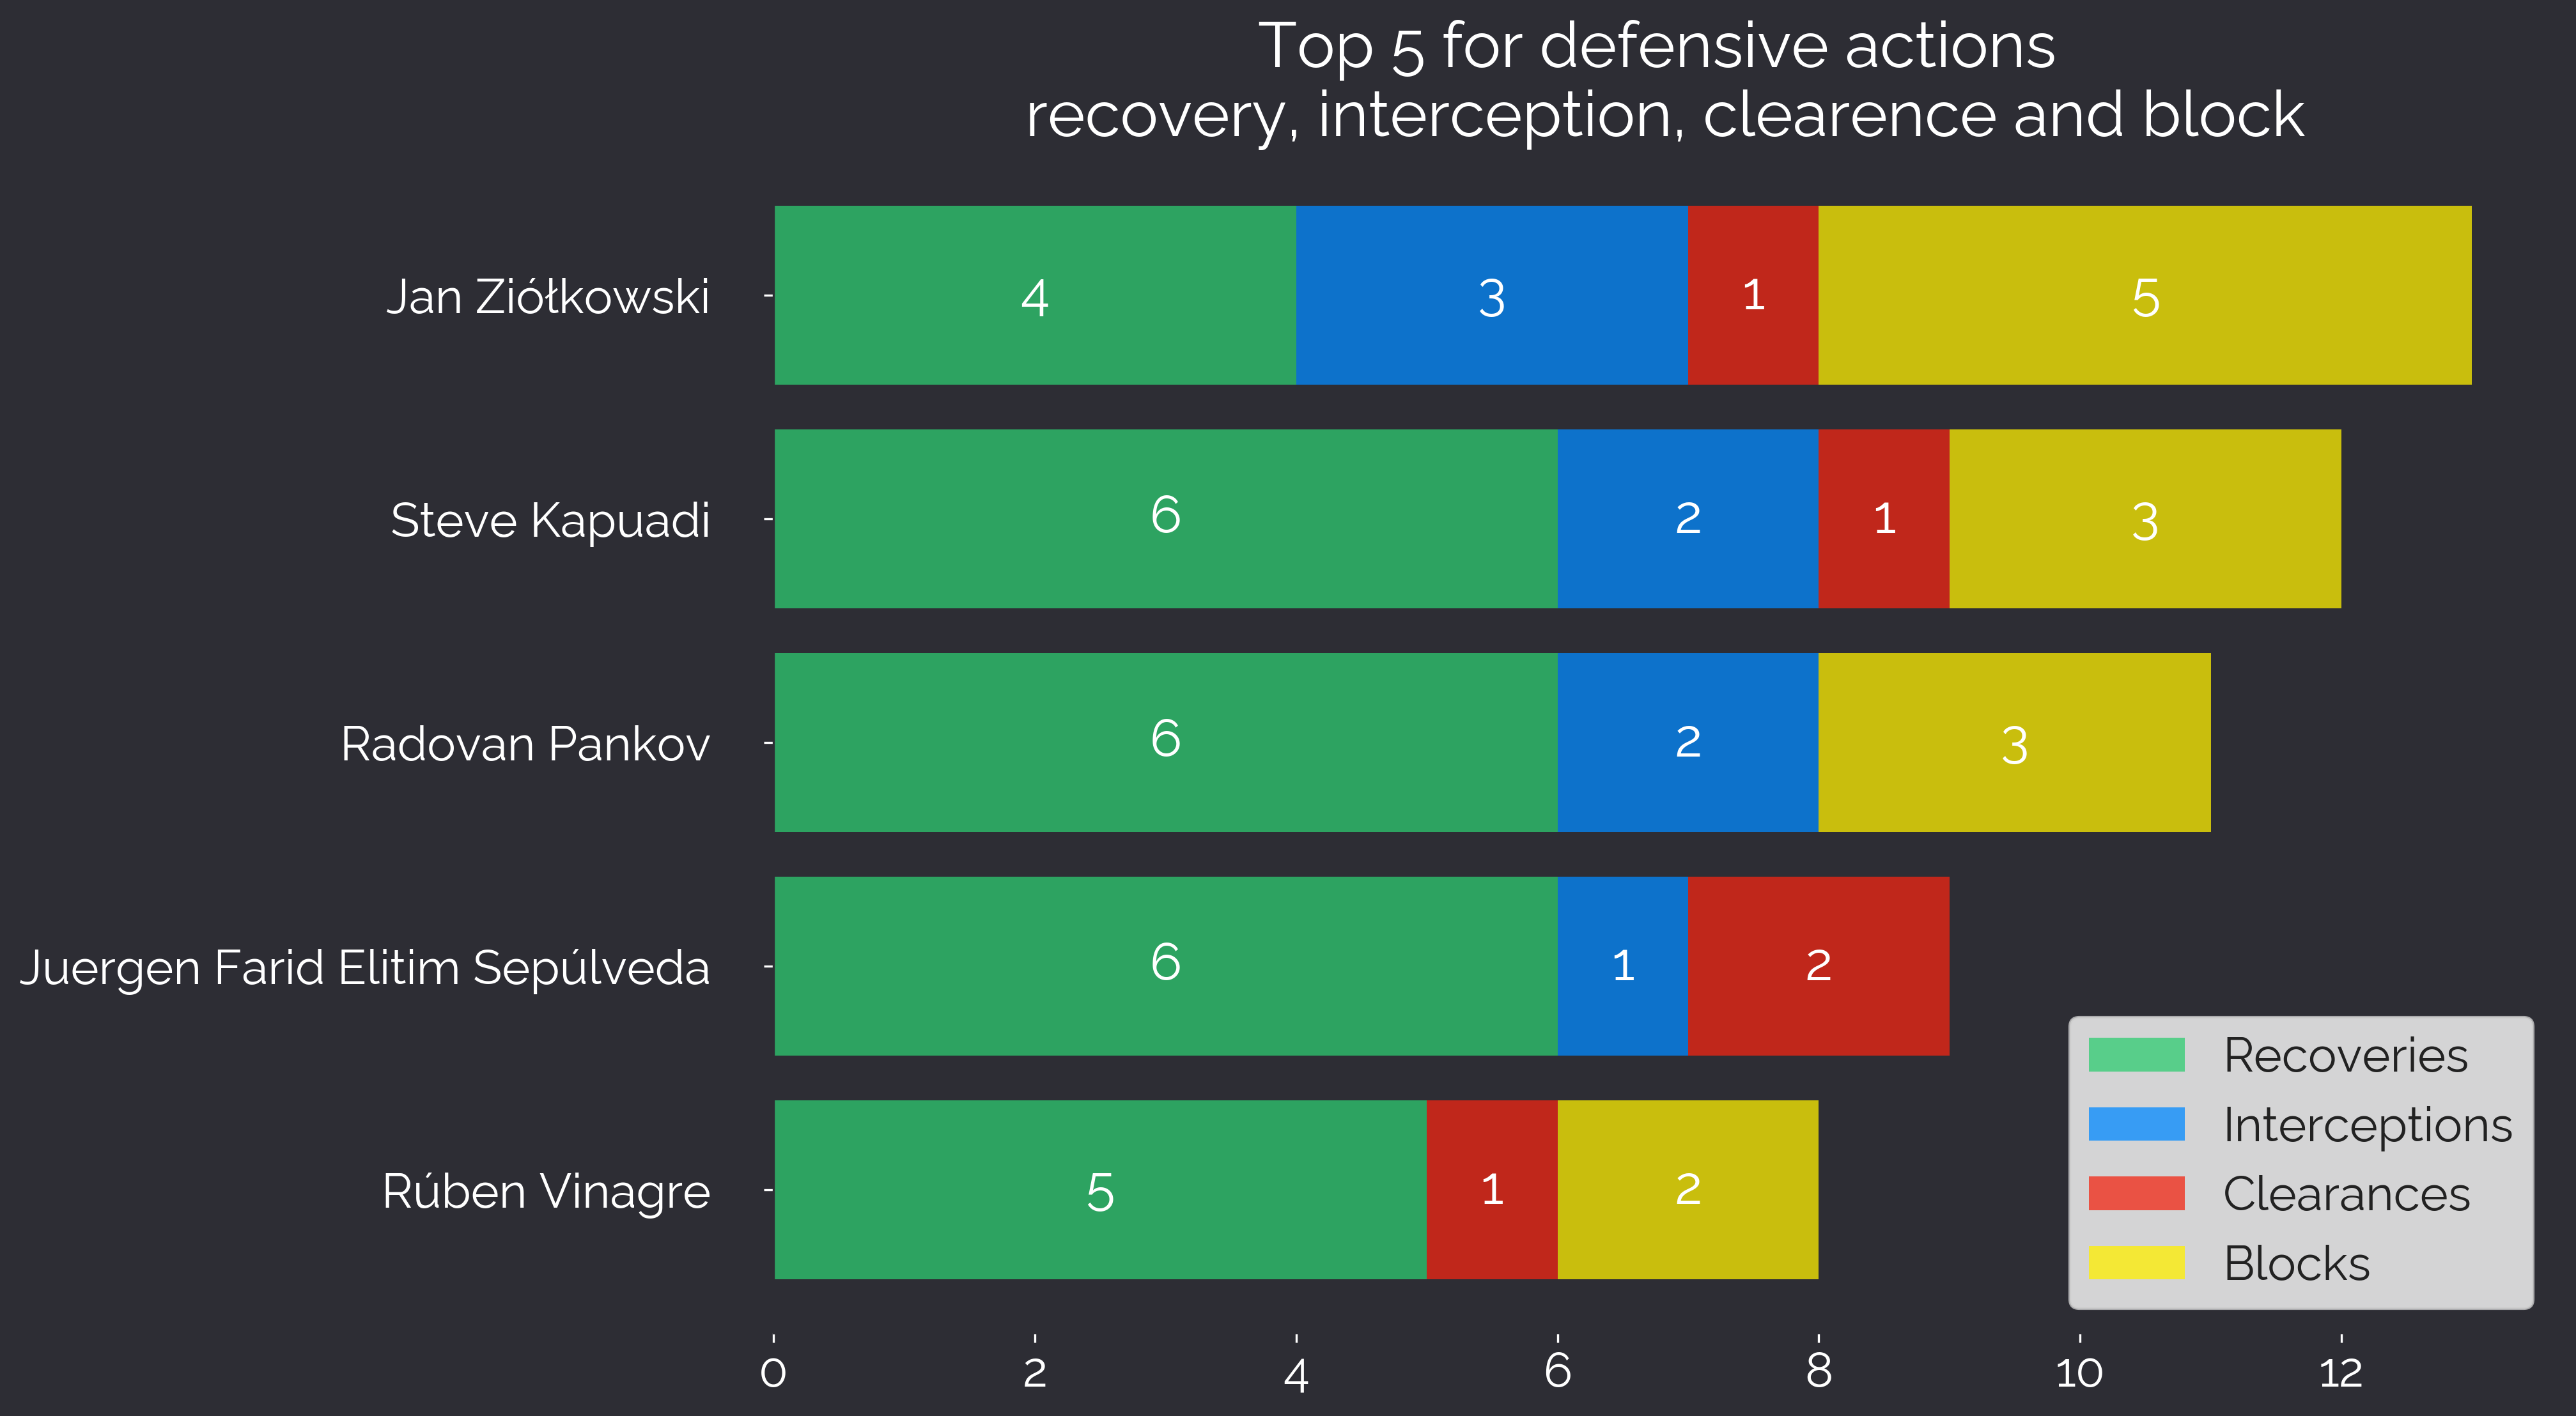 Top 5 for defensive actions
recovery, interception, clearence and block
Jan Ziółkowski 4 3 1 5
Steve Kapuadi 6 2 1 3
Radovan Pankov 6 2 3
Juergen Farid Elitim Sepúlveda 6 1 2
Rúben Vinagre 5 1 2
Recoveries
Interceptions
Clearances
Blocks
0 2 4 6 8 10 12